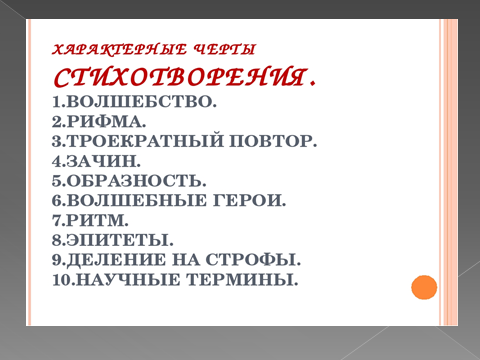 ХАРАКТЕРНЫЕ ЧЕРТЫ
СТИХОТВОРЕНИЯ.
1.ВОЛШЕБСТВО.
2.РИФМА.
3.ТРОЕКРАТНЫЙ ПОВТОР.
4.ЗАЧИН.
5.ОБРАЗНОСТЬ.
6.ВОЛШЕБНЫЕ ГЕРОИ.
7.РИТМ.
8.ЭПИТЕТЫ.
9.ДЕЛЕНИЕ НА СТРОФЫ.
10.НАУЧНЫЕ ТЕРМИНЫ.